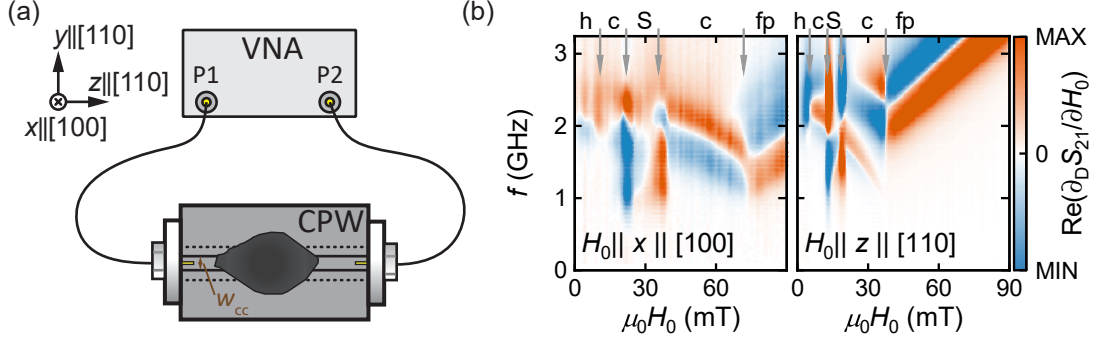 (a)
VNA
P1 P2
y||[110]
z||[110]
x||[100]
CPW
wcc
(b)
h c S c fp
h c S c fp
3
2
1
0
f (GHz)
H0|| x || [100]
H0|| z || [110]
0 30 60
0 30 60 90
μ0H0 (mT)
μ0H0 (mT)
MAX
0
MIN
Re(∂DS21/∂H0)